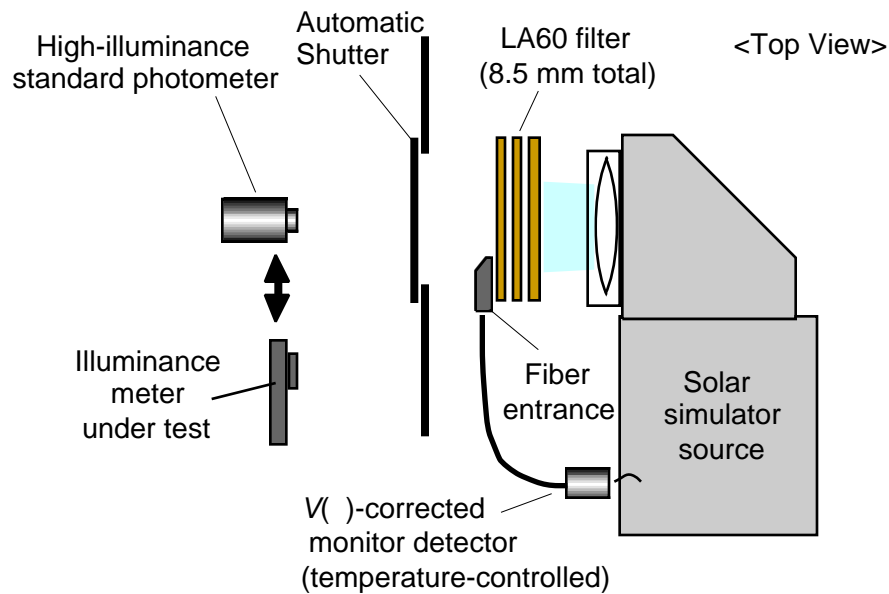 High-illuminance
standard photometer
Automatic
Shutter
LA60 filter
(8.5 mm total)
<Top View>
Illuminance
meter
under test
Fiber
entrance
Solar
simulator
source
V( )-corrected
monitor detector
(temperature-controlled)